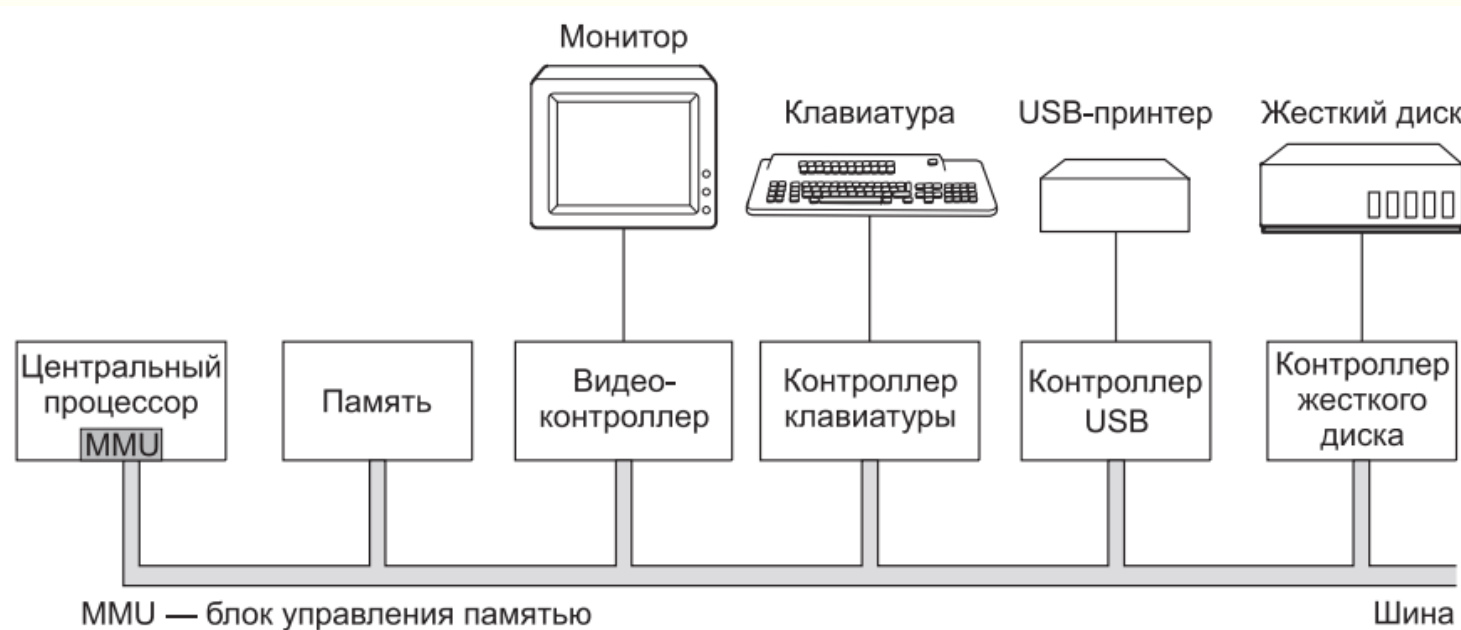 Монитор
Клавиатура
USB-принтер
Жесткий диск
Центральный
процессор
MMU
Память
Видео-
контроллер
Контроллер
клавиатуры
Контроллер
USB
Контроллер
жесткого
диска
MMU — блок управления памятью
Шина